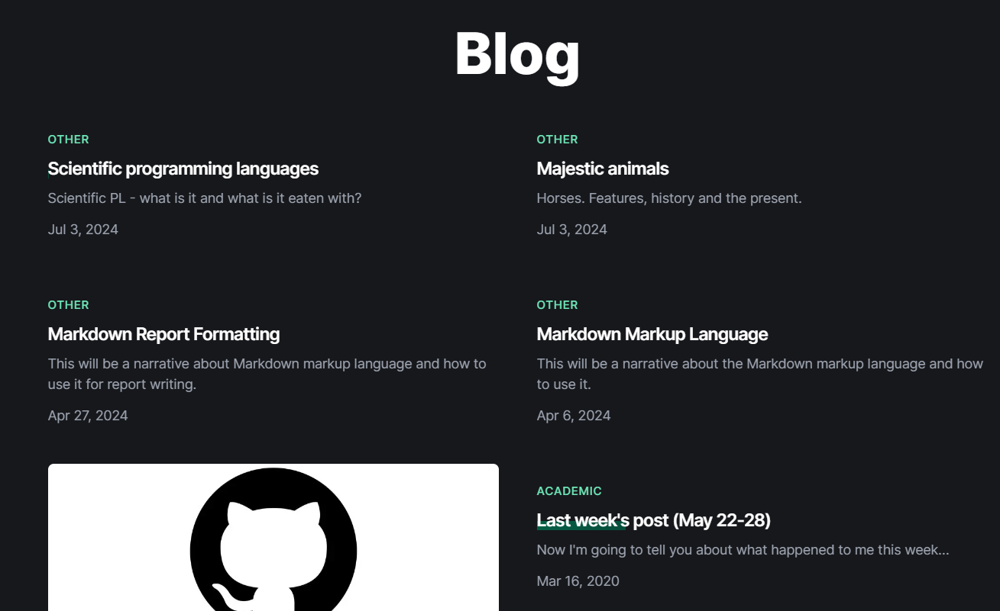 Blog
OTHER
Scientific programming languages
Scientific PL - what is it and what is it eaten with?
Jul 3, 2024
OTHER
Majestic animals
Horses. Features, history and the present.
Jul 3, 2024
OTHER
Markdown Report Formatting
This will be a narrative about Markdown markup language and how to
use it for report writing.
Apr 27, 2024
OTHER
Markdown Markup Language
This will be a narrative about the Markdown markup language and how
to use it.
Apr 6, 2024
ACADEMIC
Last week's post (May 22-28)
Now I'm going to tell you about what happened to me this week...
Mar 16, 2020